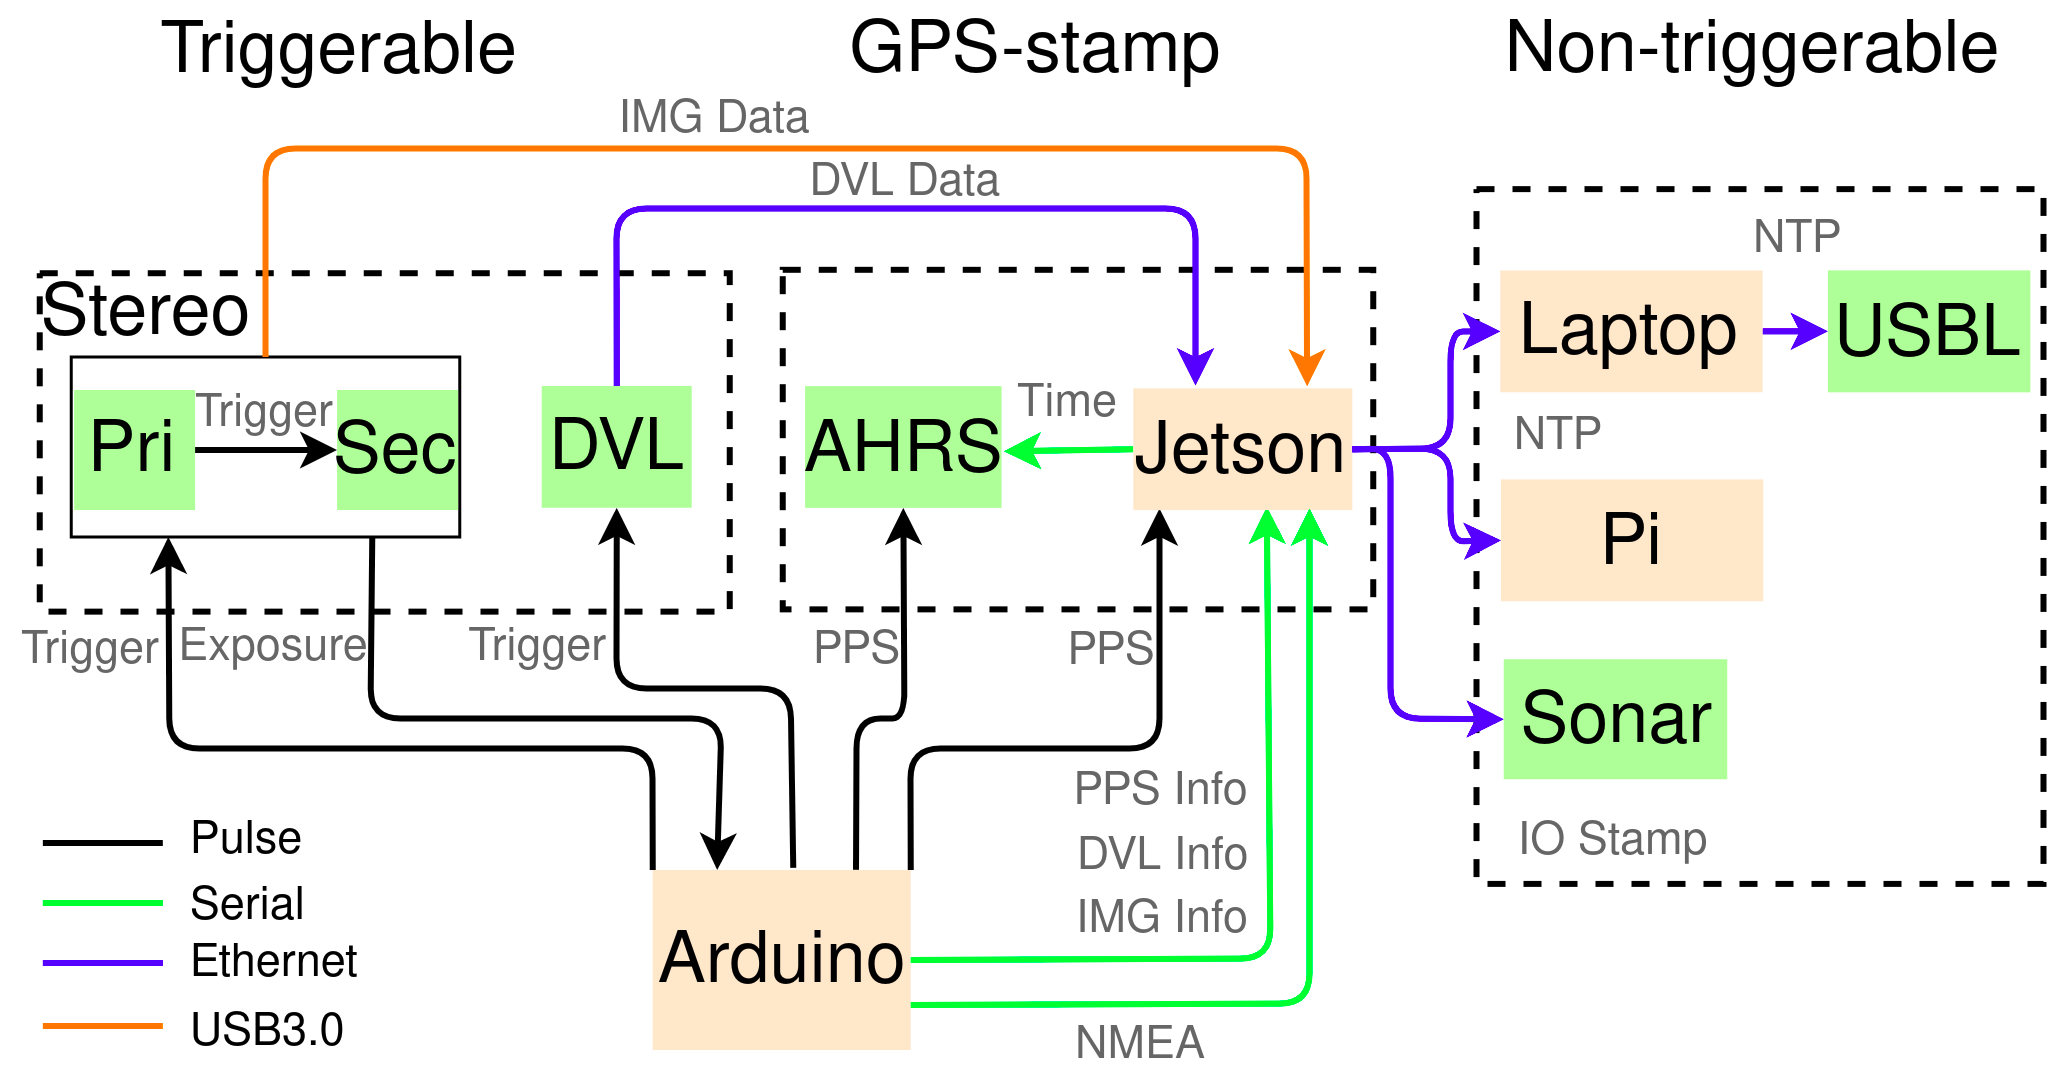 Triggerable
GPS-stamp
Non-triggerable
IMG Data
DVL Data
NTP
Stereo
Laptop
USBL
Trigger
Time
Pri
Sec
DVL
AHRS
Jetson
NTP
Pi
Trigger
Exposure
Trigger
PPS
PPS
Sonar
PPS Info
DVL Info
IMG Info
IO Stamp
Pulse
Serial
Ethernet
USB3.0
Arduino
NMEA